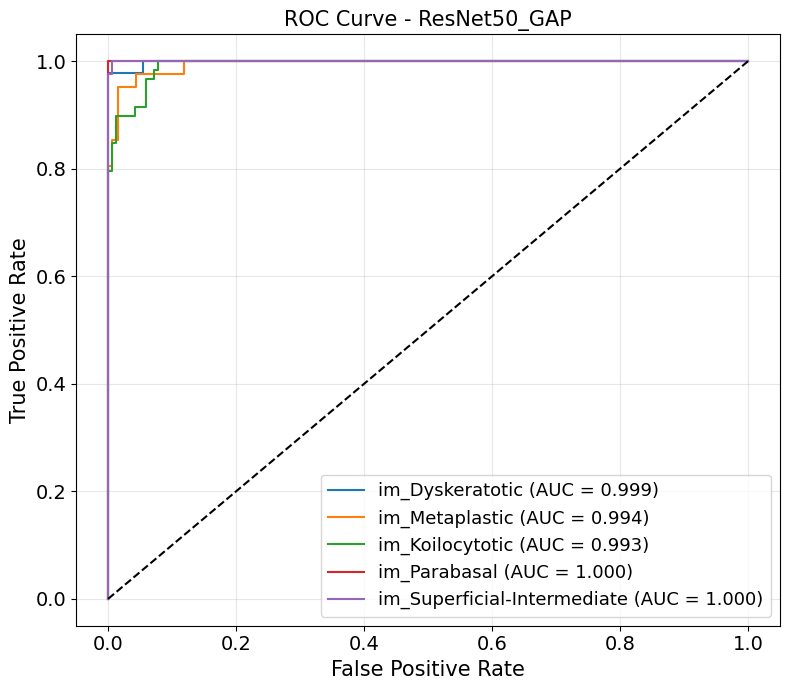 ROC Curve - ResNet50_GAP
True Positive Rate
1.0
0.8
0.6
0.4
0.2
0.0
im_Dyskeratotic (AUC = 0.999)
im_Metaplastic (AUC = 0.994)
im_Koilocytotic (AUC = 0.993)
im_Parabasal (AUC = 1.000)
im_Superficial-Intermediate (AUC = 1.000)
0.0 0.2 0.4 0.6 0.8 1.0
False Positive Rate